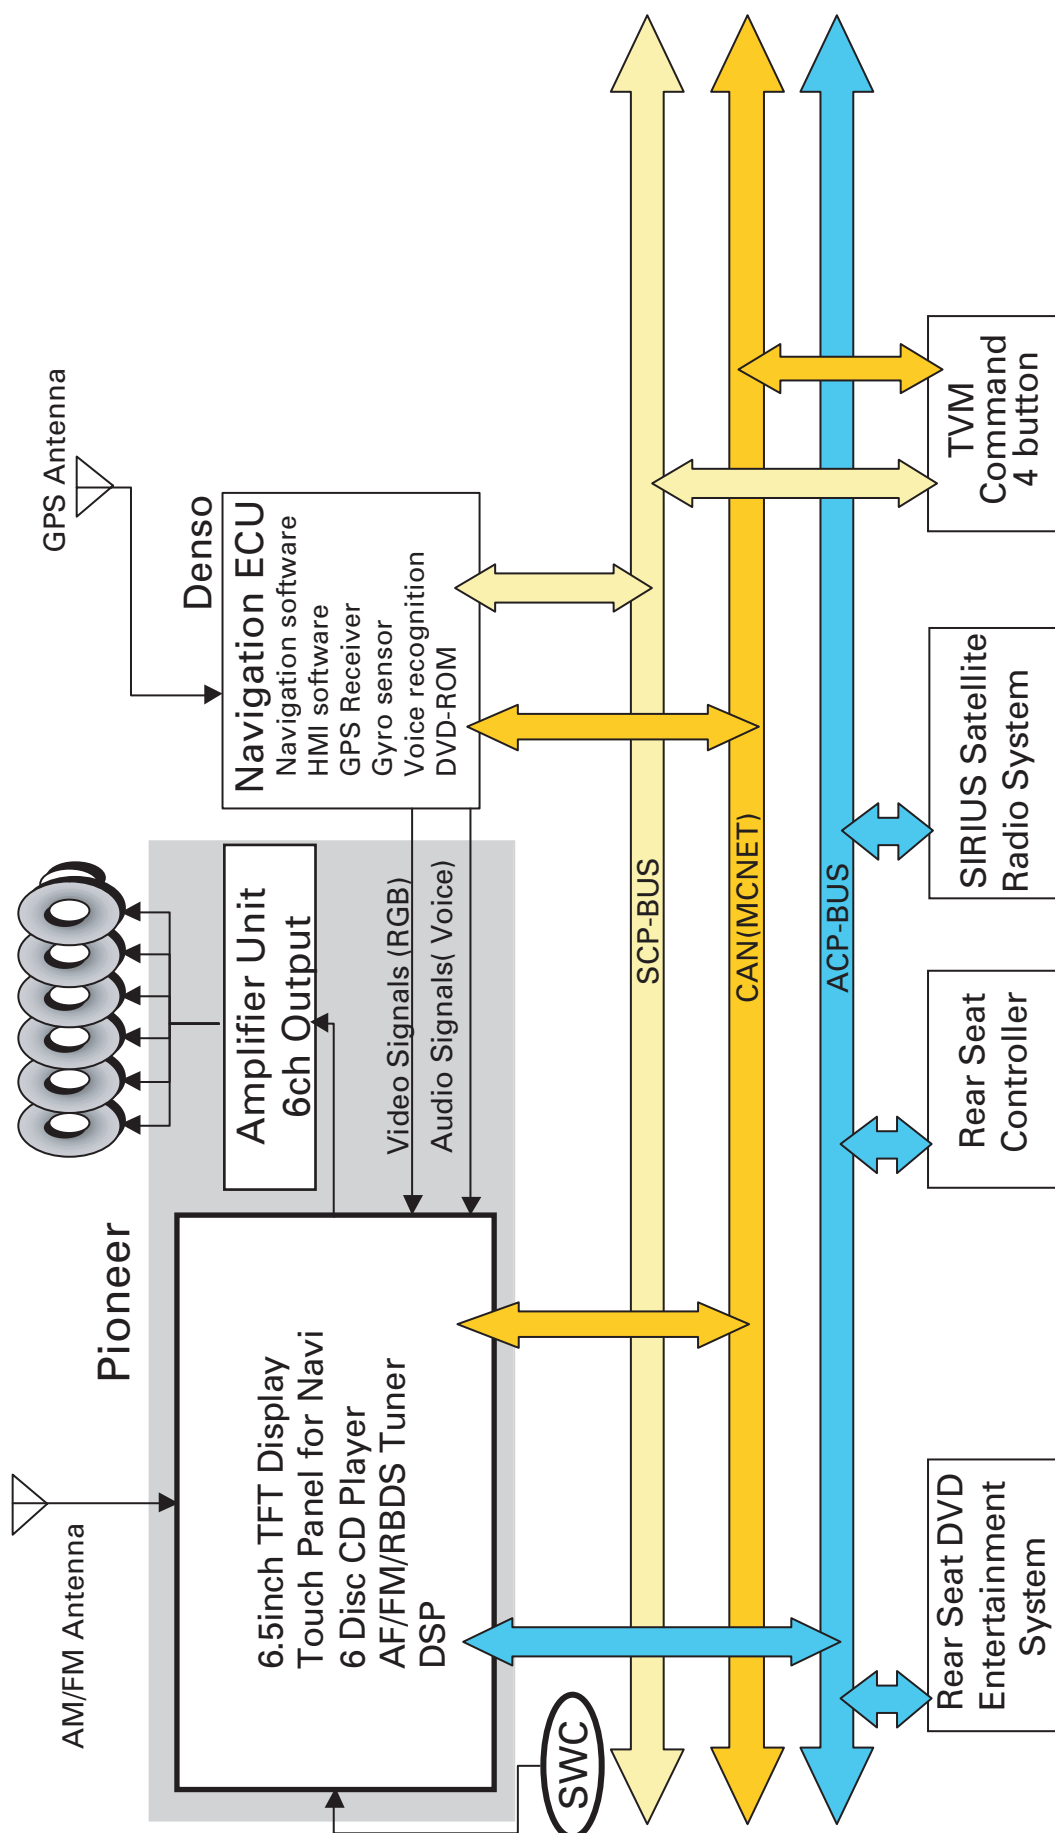 AM/FM Antenna
Pioneer
6.5inch TFT Display
Touch Panel for Navi
6 Disc CD Player
AF/FM/RBDS Tuner
DSP
SWC
Amplifier Unit
6ch Output
Video Signals (RGB)
Audio Signals( Voice)
GPS Antenna
Denso
Navigation ECU
Navigation software
HMI software
GPS Receiver
Gyro sensor
Voice recognition
DVD-ROM
SCP-BUS
CAN(MCNET)
ACP-BUS
Rear Seat DVD
Entertainment
System
Rear Seat
Controller
SIRIUS Satellite
Radio System
TVM
Command
4 button